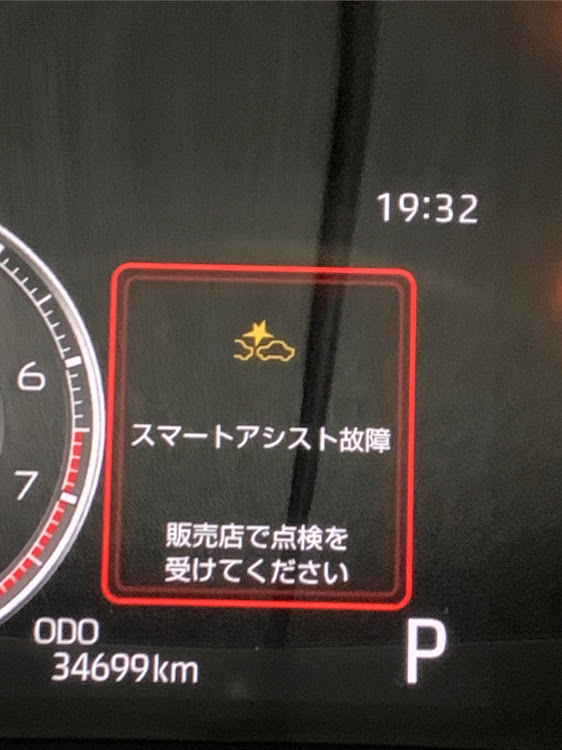 19:32
6
7
スマートアシスト故障
販売店で点検を
受けてください
ODO
34699km
P